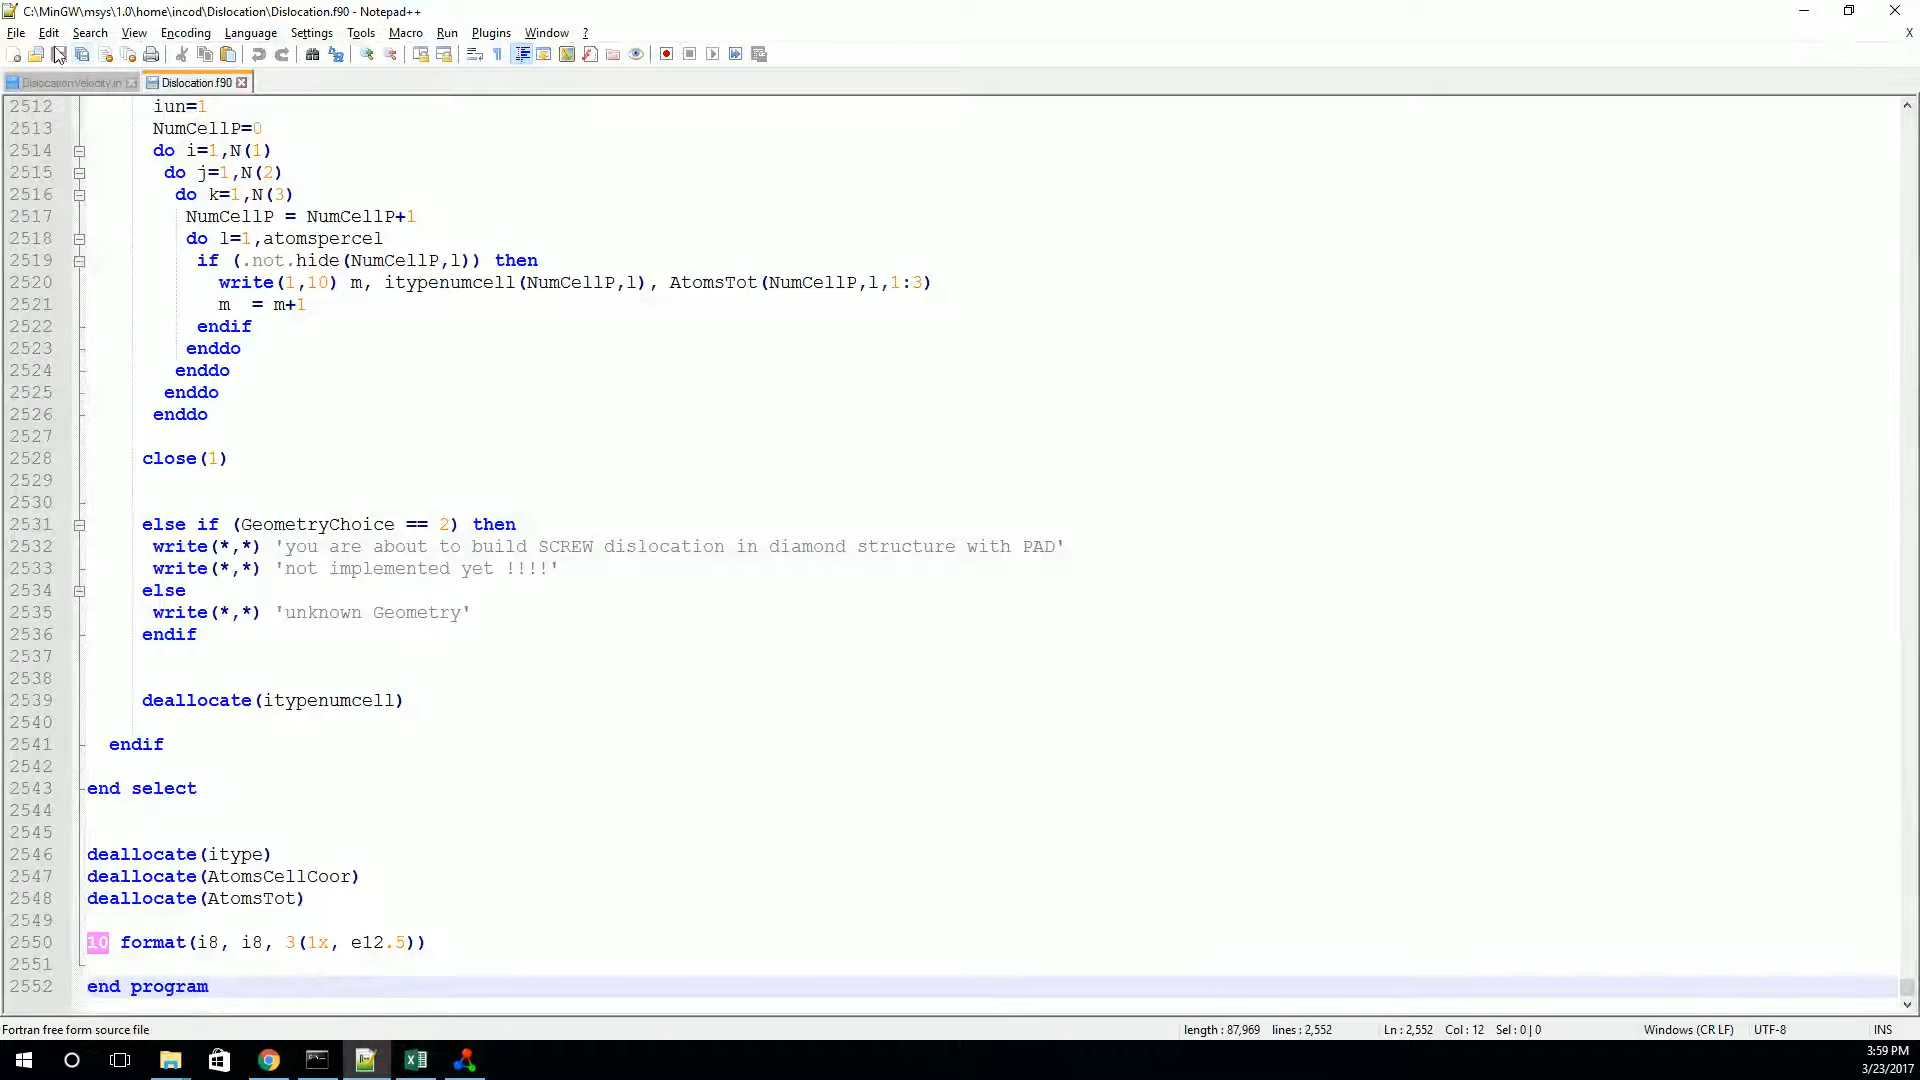 C:\MinGW\msys\1.0\home\incod\Dislocation\Dislocation.f90 - Notepad++
File Edit Search View Encoding Language Settings Tools Macro Run Plugins Window ? X
DislocationVelocity.in Dislocation.f90
2512 iun=1
2513 NumCellP=0
2514 do i=1,N(1)
2515 do j=1,N(2)
2516 do k=1,N(3)
2517 NumCellP = NumCellP+1
2518 do l=1,atomspercel
2519 if (.not.hide(NumCellP,l)) then
2520 write(1,10) m, itypenumcell(NumCellP,l), AtomsTot(NumCellP,l,1:3)
2521 m = m+1
2522 endif
2523 enddo
2524 enddo
2525 enddo
2526 enddo
2527
2528 close(1)
2529
2530
2531 else if (GeometryChoice == 2) then
2532 write(*,*) 'you are about to build SCREW dislocation in diamond structure with PAD'
2533 write(*,*) 'not implemented yet !!!!'
2534 else
2535 write(*,*) 'unknown Geometry'
2536 endif
2537
2538
2539 deallocate(itypenumcell)
2540
2541 endif
2542
2543 end select
2544
2545
2546 deallocate(itype)
2547 deallocate(AtomsCellCoor)
2548 deallocate(AtomsTot)
2549
2550 10 format(i8, i8, 3(1x, e12.5))
2551
2552 end program
Fortran free form source file length : 87,969 lines : 2,552 Ln : 2,552 Col : 12 Sel : 0 | 0 Windows (CR LF) UTF-8 INS
3:59 PM
3/23/2017